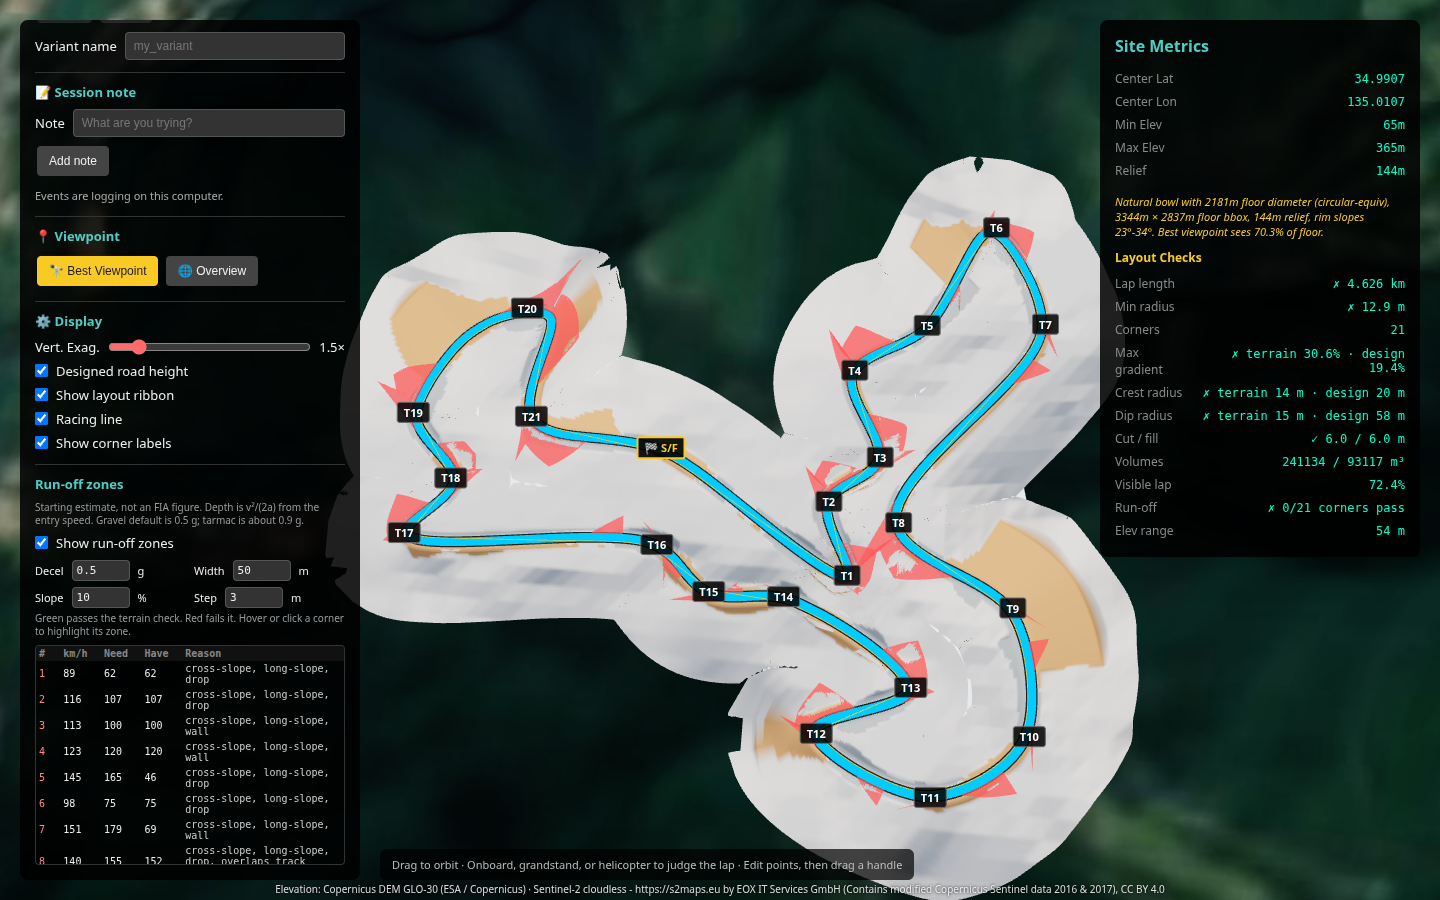 Variant name
my_variant
📝 Session note
Note
What are you trying?
Add note
Events are logging on this computer.
📍 Viewpoint
🔭 Best Viewpoint
🌐 Overview
⚙️ Display
Vert. Exag.
1.5×
Designed road height
Show layout ribbon
Racing line
Show corner labels
Run-off zones
Starting estimate, not an FIA figure. Depth is v²/(2a) from the
entry speed. Gravel default is 0.5 g; tarmac is about 0.9 g.
Show run-off zones
Decel 0.5 g Width 50 m
Slope 10 % Step 3 m
Green passes the terrain check. Red fails it. Hover or click a corner
to highlight its zone.
# km/h Need Have Reason
1 89 62 62 cross-slope, long-slope,
drop
2 116 107 107 cross-slope, long-slope,
drop
3 113 100 100 cross-slope, long-slope,
wall
4 123 120 120 cross-slope, long-slope,
wall
5 145 165 46 cross-slope, long-slope,
drop
6 98 75 75 cross-slope, long-slope,
drop
7 151 179 69 cross-slope, long-slope,
wall
8 140 155 152 cross-slope, long-slope,
drop, overlaps track
T6
T20
T5
T7
T4
T19
T21
🏁 S/F
T3
T18
T2
T8
T17
T16
T1
T15
T14
T9
T13
T12
T10
T11
Site Metrics
Center Lat 34.9907
Center Lon 135.0107
Min Elev 65m
Max Elev 365m
Relief 144m
Natural bowl with 2181m floor diameter (circular-equiv),
3344m × 2837m floor bbox, 144m relief, rim slopes
23°-34°. Best viewpoint sees 70.3% of floor.
Layout Checks
Lap length ✗ 4.626 km
Min radius ✗ 12.9 m
Corners 21
Max gradient ✗ terrain 30.6% · design 19.4%
Crest radius ✗ terrain 14 m · design 20 m
Dip radius ✗ terrain 15 m · design 58 m
Cut / fill ✓ 6.0 / 6.0 m
Volumes 241134 / 93117 m³
Visible lap 72.4%
Run-off ✗ 0/21 corners pass
Elev range 54 m
Drag to orbit · Onboard, grandstand, or helicopter to judge the lap · Edit points, then drag a handle
Elevation: Copernicus DEM GLO-30 (ESA / Copernicus) · Sentinel-2 cloudless - https://s2maps.eu by EOX IT Services GmbH (Contains modified Copernicus Sentinel data 2016 & 2017), CC BY 4.0